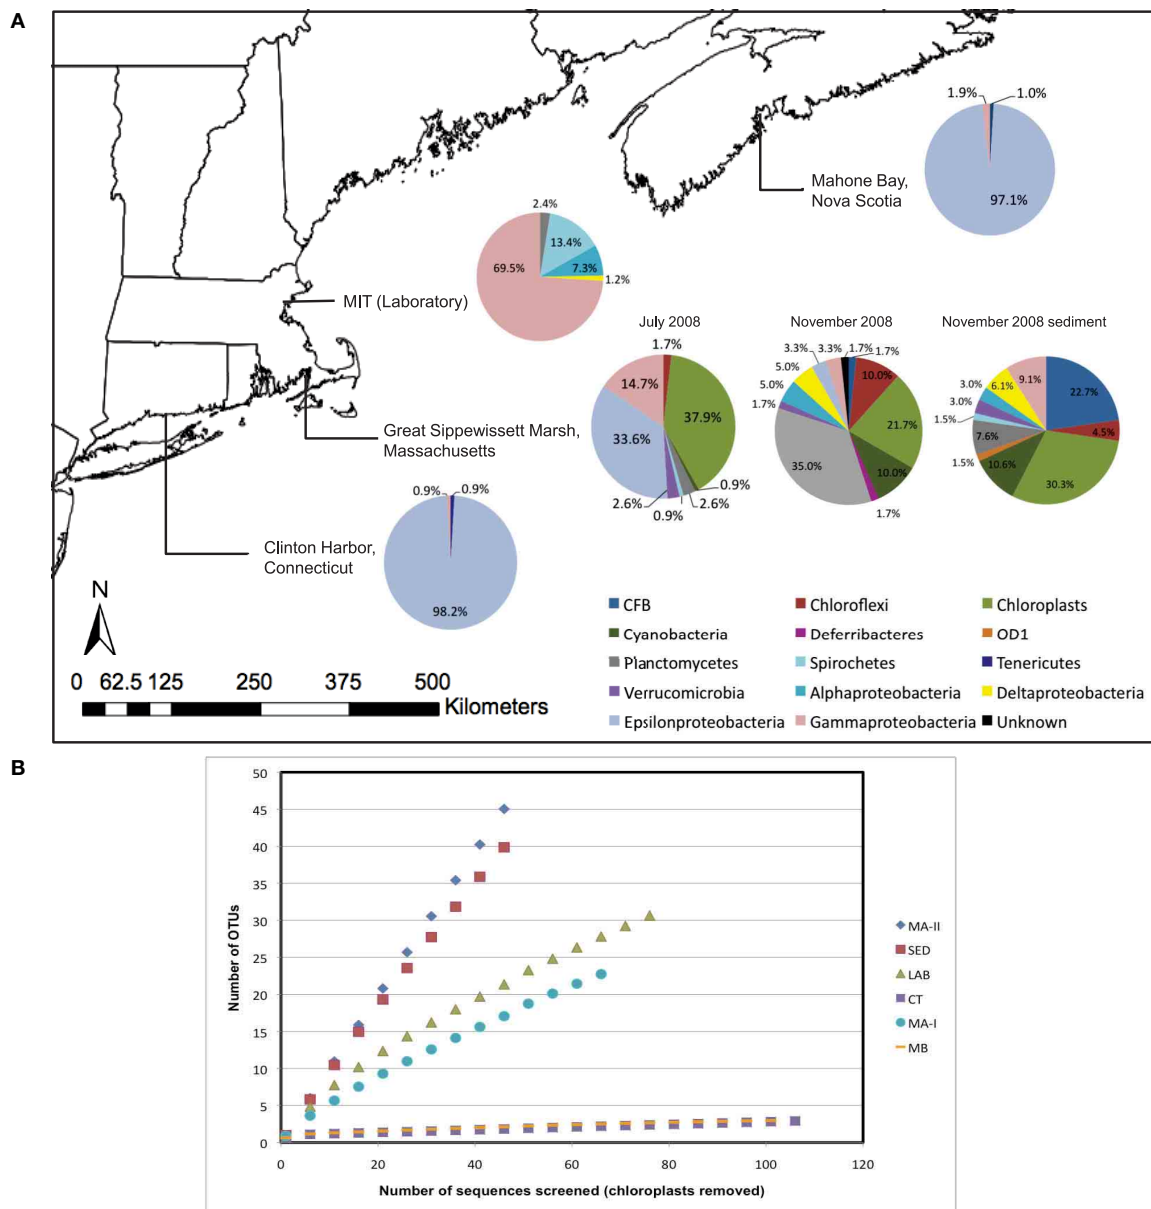 A
1.9%
1.0%
97.1%
Mahone Bay,
Nova Scotia
2.4%
13.4%
69.5%
7.3%
1.2%
MIT (Laboratory)
July 2008
November 2008
November 2008 sediment
1.7%
14.7%
37.9%
33.6%
0.9%
2.6%
2.6%
0.9%
3.3%
3.3%
1.7%
1.7%
5.0%
10.0%
5.0%
1.7%
21.7%
35.0%
10.0%
1.7%
9.1%
6.1%
3.0%
22.7%
3.0%
1.5%
4.5%
7.6%
1.5%
10.6%
30.3%
Great Sippewissett Marsh,
Massachusetts
0.9%
0.9%
Clinton Harbor,
Connecticut
98.2%
N
0 62.5 125 250 375 500
Kilometers
CFB
Chloroflexi
Chloroplasts
Cyanobacteria
Deferribacteres
OD1
Planctomycetes
Spirochetes
Tenericutes
Verrucomicrobia
Alphaproteobacteria
Deltaproteobacteria
Epsilonproteobacteria
Gammaproteobacteria
Unknown
B
50
45
40
35
30
25
20
15
10
5
0
Number of OTUs
0 20 40 60 80 100 120
Number of sequences screened (chloroplasts removed)
MA-II
SED
LAB
CT
MA-I
MB